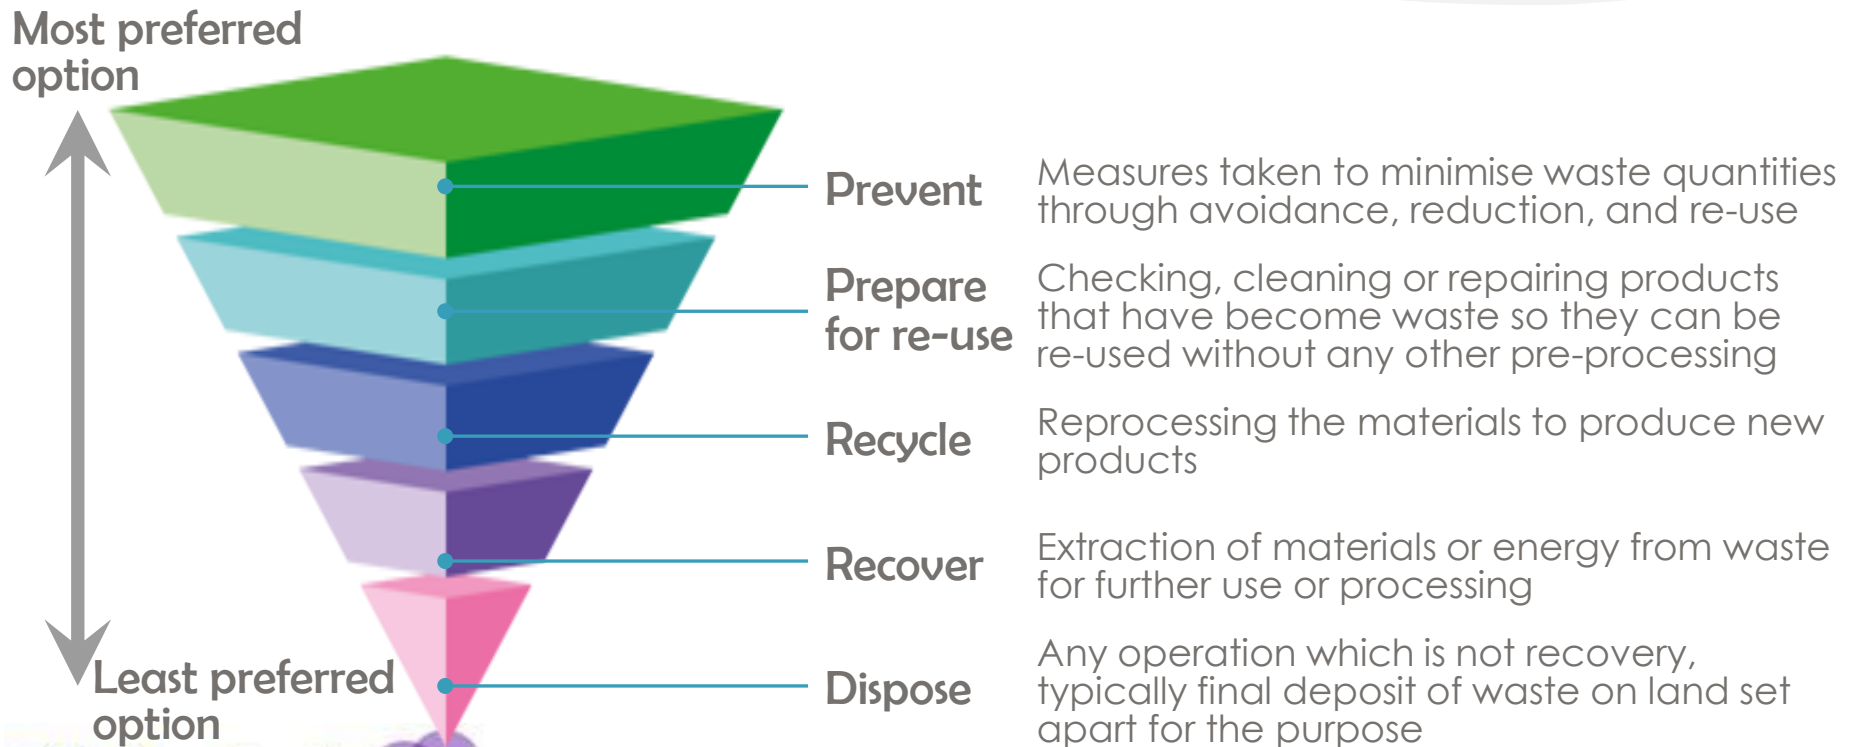 Most preferred
option
Prevent
Measures taken to minimise waste quantities
through avoidance, reduction, and re-use
Prepare
for re-use
Checking, cleaning or repairing products
that have become waste so they can be
re-used without any other pre-processing
Recycle
Reprocessing the materials to produce new
products
Recover
Extraction of materials or energy from waste
for further use or processing
Dispose
Any operation which is not recovery,
typically final deposit of waste on land set
apart for the purpose
Least preferred
option